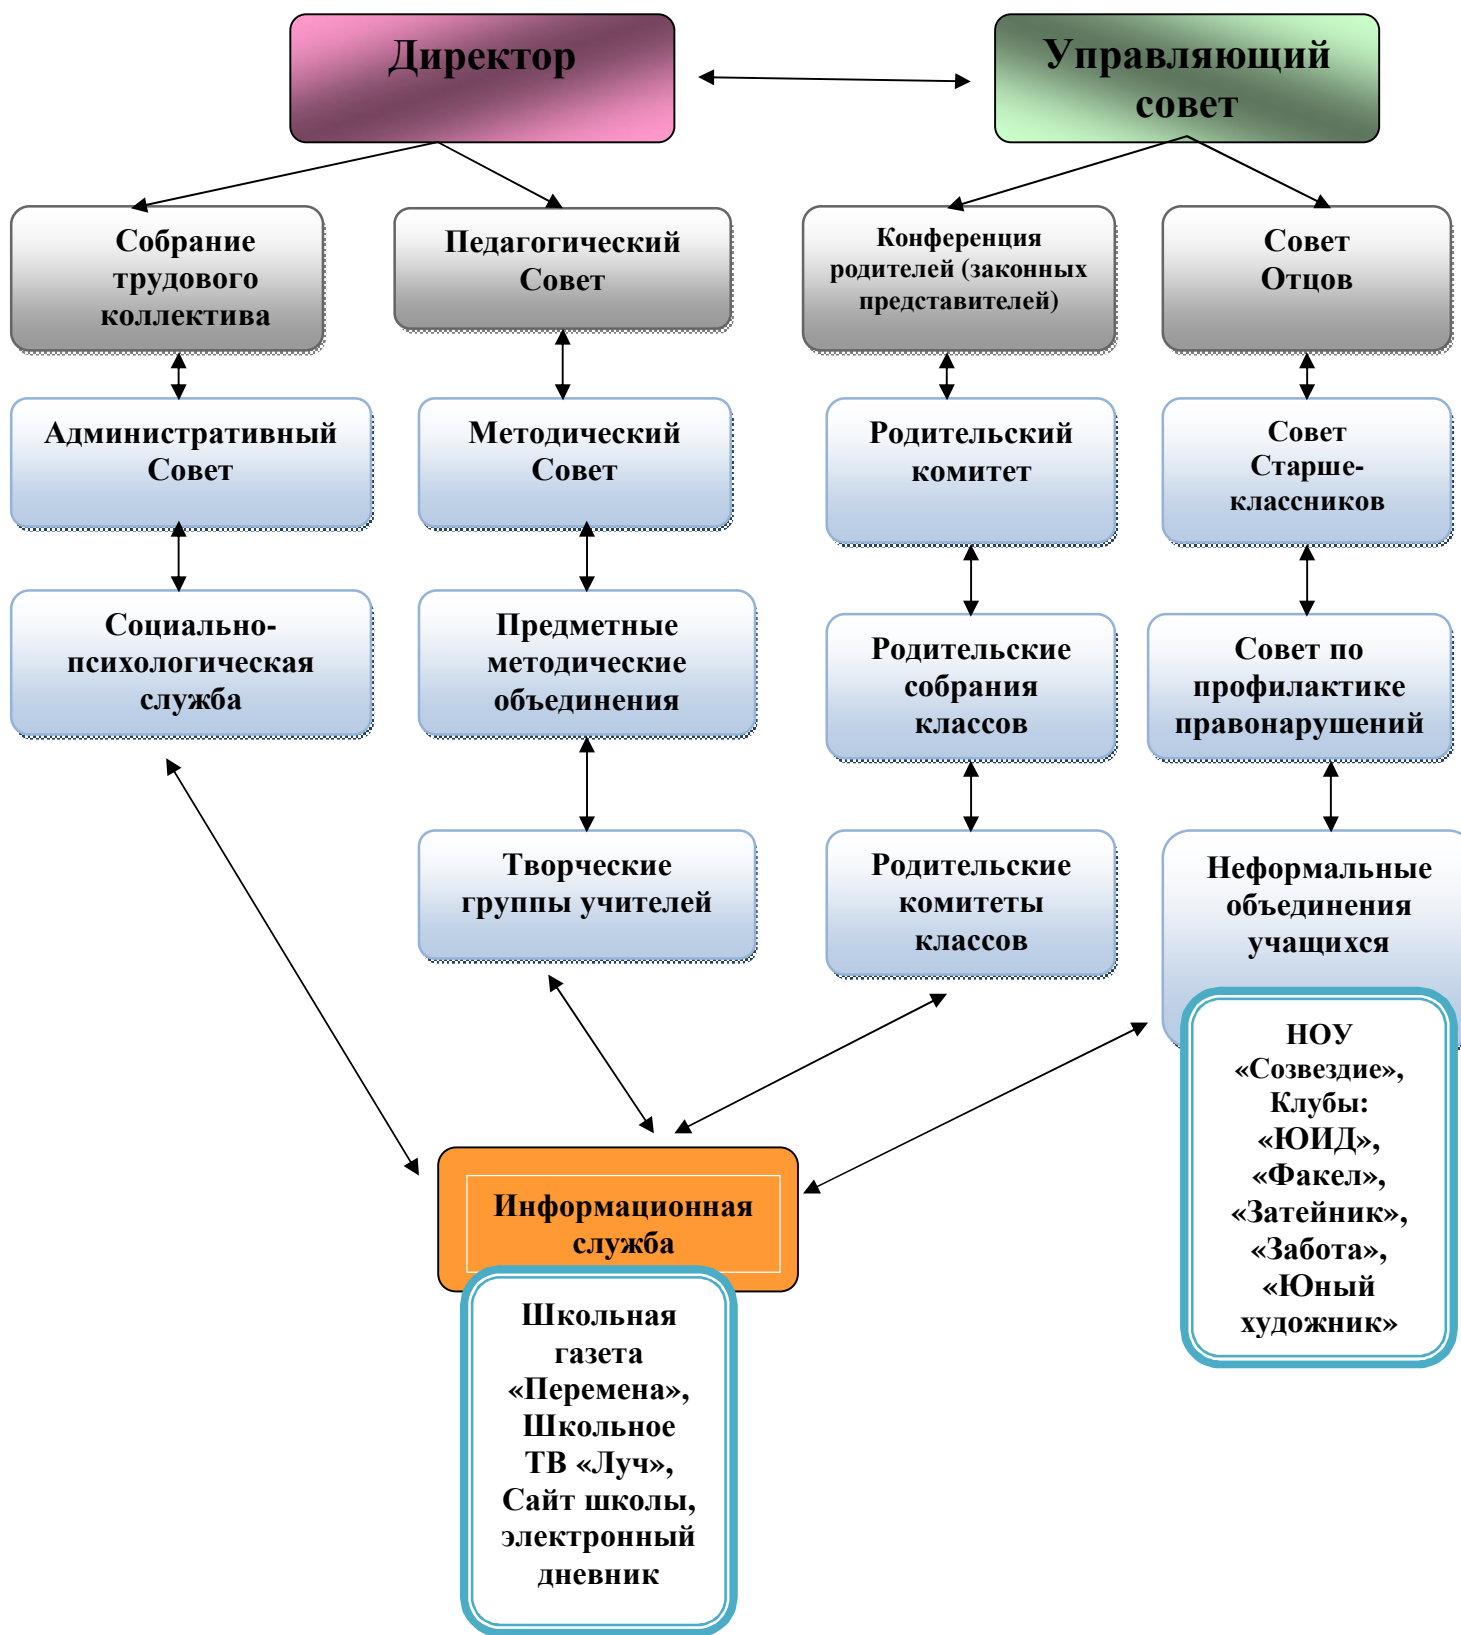 Директор
Управляющий
совет
Собрание
трудового
коллектива
Педагогический
Совет
Конференция
родителей (законных
представителей)
Совет
Отцов
Административный
Совет
Методический
Совет
Родительский
комитет
Совет
Старше-
классников
Социально-
психологическая
служба
Предметные
методические
объединения
Родительские
собрания
классов
Совет по
профилактике
правонарушений
Творческие
группы учителей
Родительские
комитеты
классов
Неформальные
объединения
учащихся
НОУ
«Созвездие»,
Клубы:
«ЮИД»,
«Факел»,
«Затейник»,
«Забота»,
«Юный
художник»
Информационная
служба
Школьная
газета
«Перемена»,
Школьное
ТВ «Луч»,
Сайт школы,
электронный
дневник